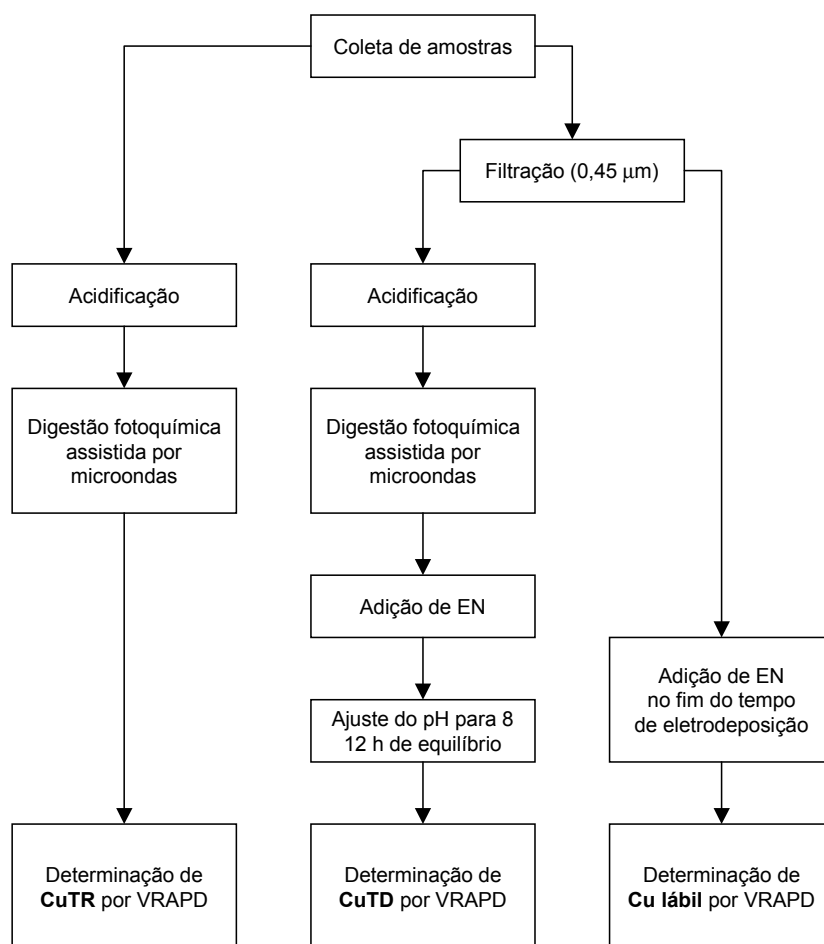 Coleta de amostras
Filtração (0,45 μm)
Acidificação
Acidificação
Digestão fotoquímica
assistida por
microondas
Digestão fotoquímica
assistida por
microondas
Adição de EN
Adição de EN
no fim do tempo
de eletrodeposição
Ajuste do pH para 8
12 h de equilíbrio
Determinação de
CuTR por VRAPD
Determinação de
CuTD por VRAPD
Determinação de
Cu lábil por VRAPD